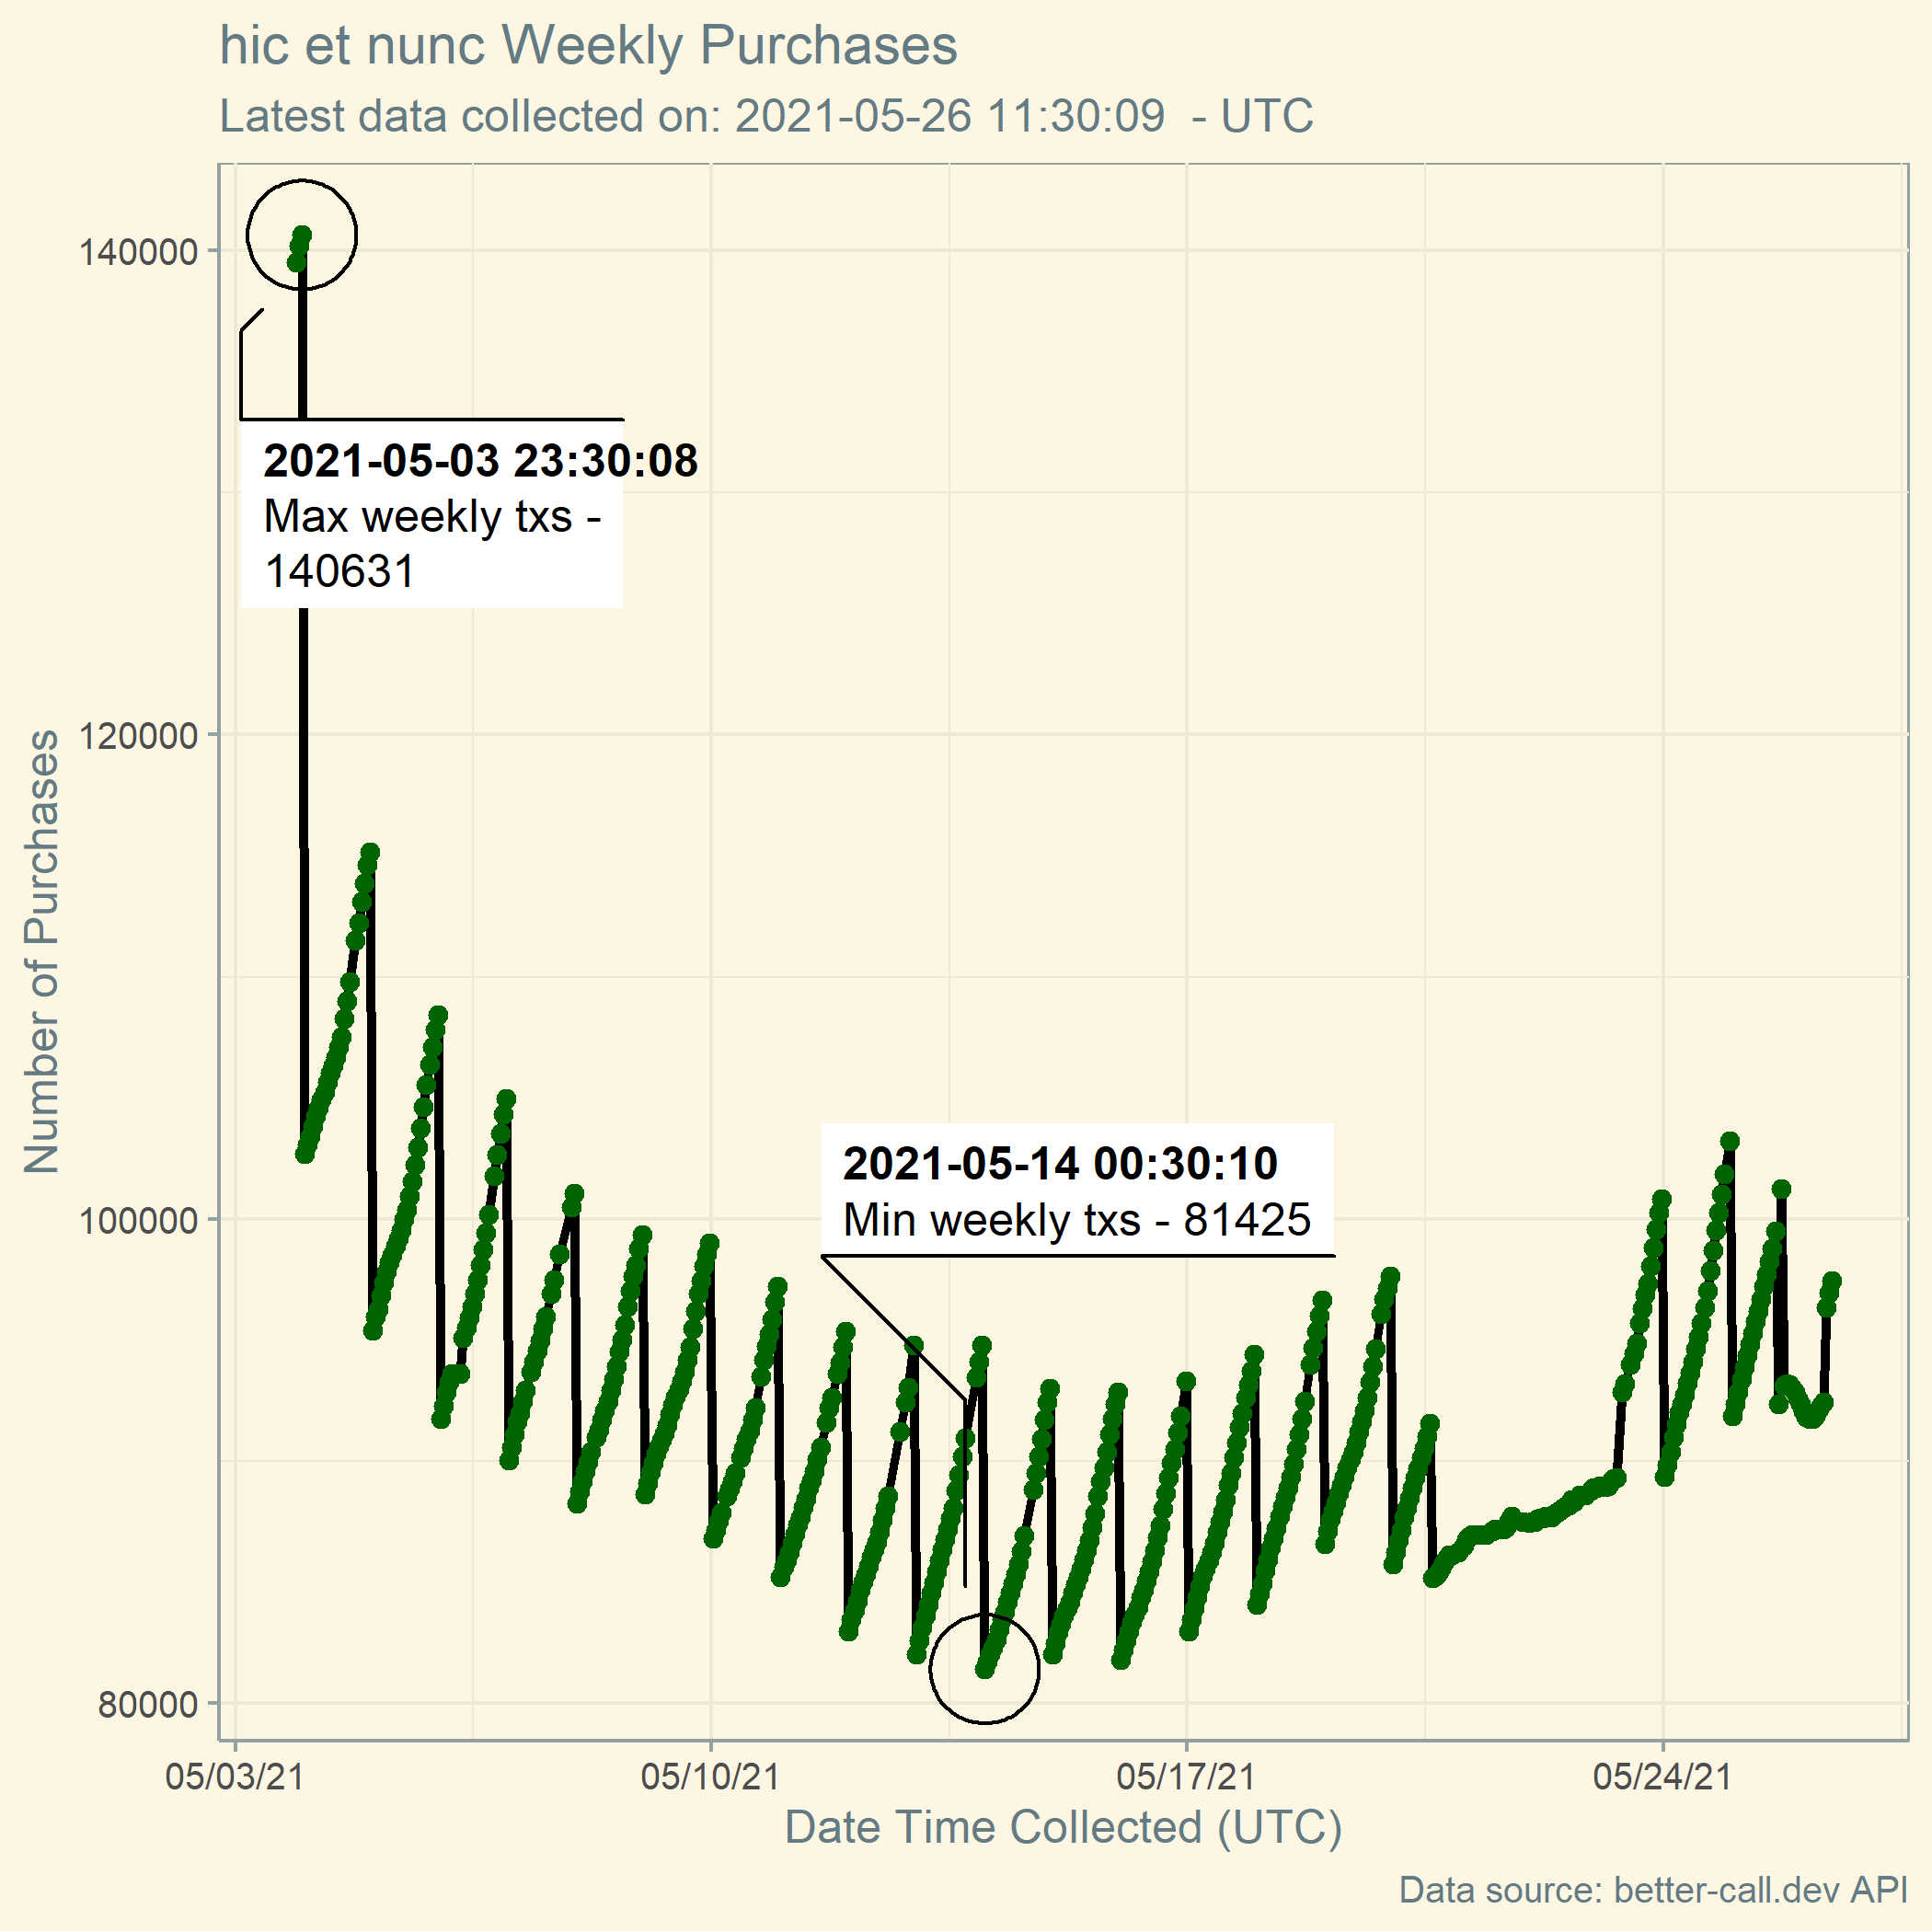 hic et nunc Weekly Purchases
Latest data collected on: 2021-05-26 11:30:09  - UTC
140000
120000
100000
80000
Number of Purchases
2021-05-03 23:30:08
Max weekly txs -
140631
2021-05-14 00:30:10
Min weekly txs - 81425
05/03/21
05/10/21
05/17/21
05/24/21
Date Time Collected (UTC)
Data source: better-call.dev API